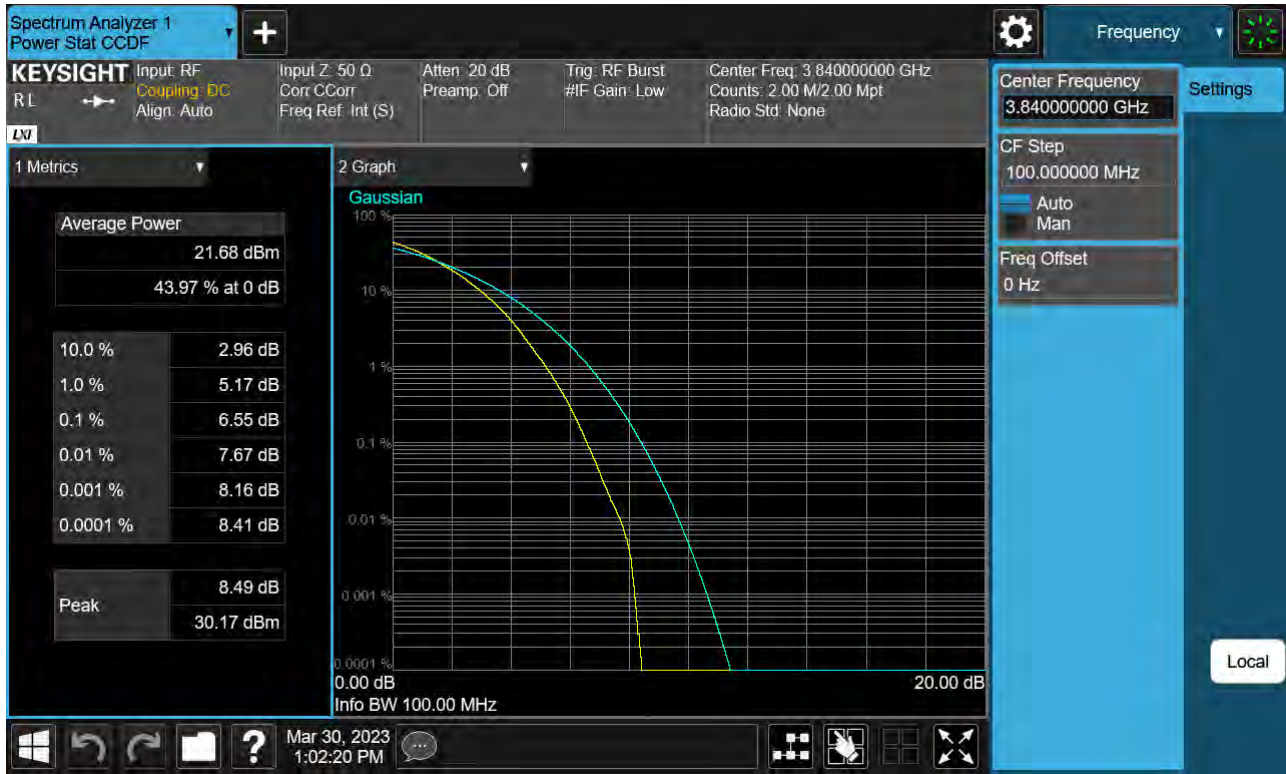 Spectrum Analyzer 1
Power Stat CCDF
+
Frequency
KEYSIGHT
RL
LXI
Input: RF
Coupling: DC
Align: Auto
Input Z: 50 Ω
Corr CCorr
Freq Ref: Int (S)
Atten: 20 dB
Preamp: Off
Trig: RF Burst
#IF Gain: Low
Center Freq: 3.840000000 GHz
Counts: 2.00 M/2.00 Mpt
Radio Std: None
Center Frequency
3.840000000 GHz
Settings
CF Step
100.000000 MHz
Auto
Man
Freq Offset
0 Hz
1 Metrics
Average Power
21.68 dBm
43.97 % at 0 dB
10.0 % 2.96 dB
1.0 % 5.17 dB
0.1 % 6.55 dB
0.01 % 7.67 dB
0.001 % 8.16 dB
0.0001 % 8.41 dB
Peak
8.49 dB
30.17 dBm
2 Graph
Gaussian
100 %
10 %
1 %
0.1 %
0.01 %
0.001 %
0.0001 %
0.00 dB 20.00 dB
Info BW 100.00 MHz
Local
?
Mar 30, 2023
1:02:20 PM